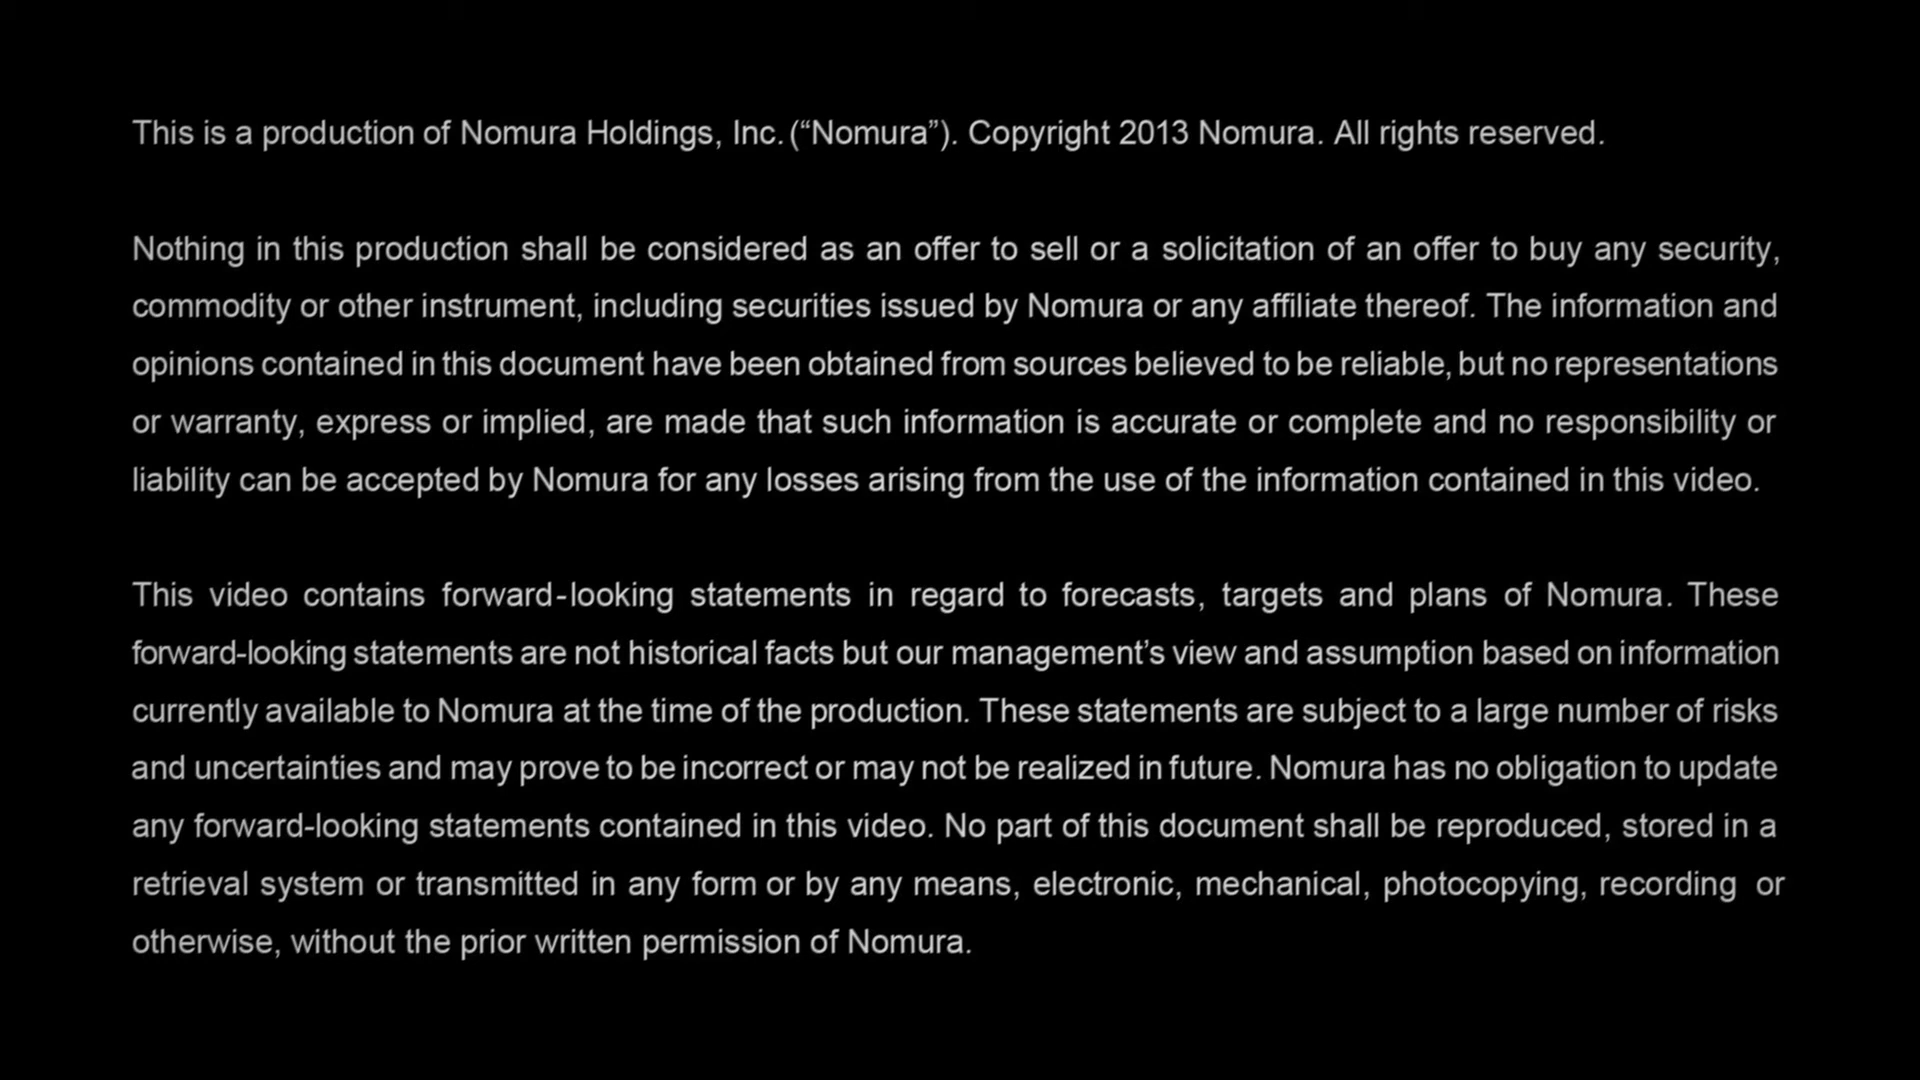 This is a production of Nomura Holdings, Inc. (“Nomura”). Copyright 2013 Nomura. All rights reserved.
Nothing in this production shall be considered as an offer to sell or a solicitation of an offer to buy any security,
commodity or other instrument, including securities issued by Nomura or any affiliate thereof. The information and
opinions contained in this document have been obtained from sources believed to be reliable, but no representations
or warranty, express or implied, are made that such information is accurate or complete and no responsibility or
liability can be accepted by Nomura for any losses arising from the use of the information contained in this video.
This video contains forward-looking statements in regard to forecasts, targets and plans of Nomura. These
forward-looking statements are not historical facts but our management’s view and assumption based on information
currently available to Nomura at the time of the production. These statements are subject to a large number of risks
and uncertainties and may prove to be incorrect or may not be realized in future. Nomura has no obligation to update
any forward-looking statements contained in this video. No part of this document shall be reproduced, stored in a
retrieval system or transmitted in any form or by any means, electronic, mechanical, photocopying, recording or
otherwise, without the prior written permission of Nomura.